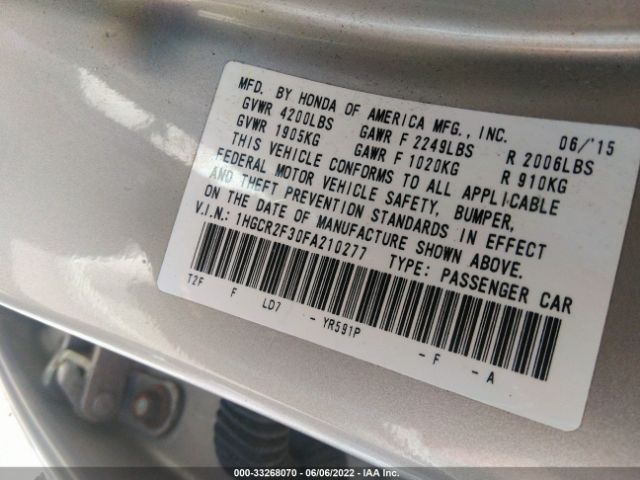 MFD. BY HONDA OF AMERICA MFG., INC. 06/'15
GVWR 4200LBS GAWR F 2249LBS R 2006LBS
GVWR 1905KG GAWR F 1020KG R 910KG
THIS VEHICLE CONFORMS TO ALL APPLICABLE
FEDERAL MOTOR VEHICLE SAFETY, BUMPER,
AND THEFT PREVENTION STANDARDS IN EFFECT
ON THE DATE OF MANUFACTURE SHOWN ABOVE.
V.I.N: 1HGCR2F30FA210277 TYPE: PASSENGER CAR
T2F F LD7 - YR591P - F - A
000-33268070 - 06/06/2022 - IAA Inc.